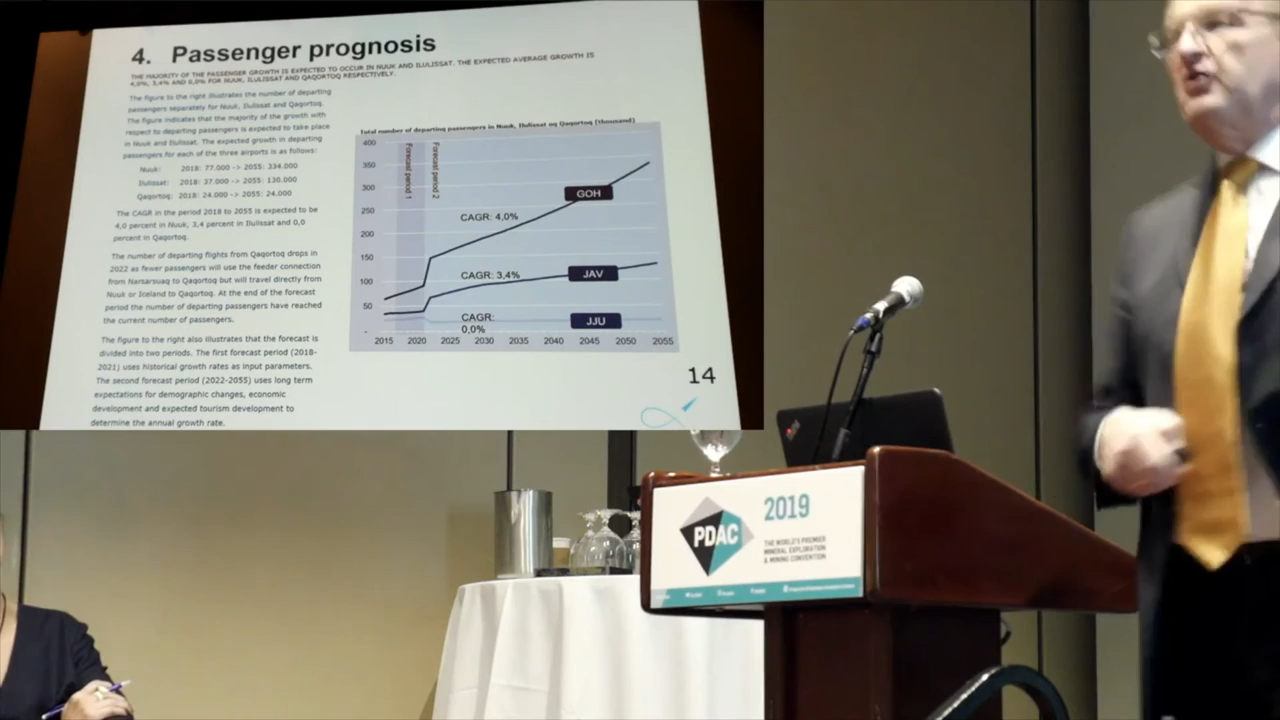 4. Passenger prognosis
THE MAJORITY OF THE PASSENGER GROWTH IS EXPECTED TO OCCUR IN NUUK AND ILULISSAT. THE EXPECTED AVERAGE GROWTH IS
4,0%, 3,4% AND 0,0% FOR NUUK, ILULISSAT AND QAQORTOQ RESPECTIVELY.
The figure to the right illustrates the number of departing
passengers separately for Nuuk, Ilulissat and Qaqortoq.
The figure indicates that the majority of the growth with
respect to departing passengers is expected to take place
in Nuuk and Ilulissat. The expected growth in departing
passengers for each of the three airports is as follows:
Nuuk: 2018: 77.000 -> 2055: 334.000
Ilulissat: 2018: 37.000 -> 2055: 130.000
Qaqortoq: 2018: 24.000 -> 2055: 24.000
The CAGR in the period 2018 to 2055 is expected to be
4,0 percent in Nuuk, 3,4 percent in Ilulissat and 0,0
percent in Qaqortoq.
The number of departing flights from Qaqortoq drops in
2022 as fewer passengers will use the feeder connection
from Narsarsuaq to Qaqortoq but will travel directly from
Nuuk or Iceland to Qaqortoq. At the end of the forecast
period the number of departing passengers have reached
the current number of passengers.
The figure to the right also illustrates that the forecast is
divided into two periods. The first forecast period (2018-
2021) uses historical growth rates as input parameters.
The second forecast period (2022-2055) uses long term
expectations for demographic changes, economic
development and expected tourism development to
determine the annual growth rate.
Total number of departing passengers in Nuuk, Ilulissat og Qaqortoq (thousand)
400
350
300
250
200
150
100
50
-
Forecast period 1
Forecast period 2
GOH
CAGR: 4,0%
CAGR: 3,4%
JAV
CAGR:
0,0%
JJU
2015 2020 2025 2030 2035 2040 2045 2050 2055
14
PDAC
2019
THE WORLD'S PREMIER
MINERAL EXPLORATION
& MINING CONVENTION